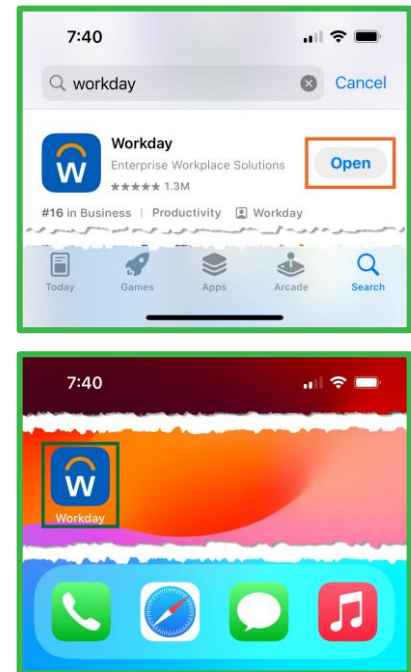 7:40
workday
Cancel
Workday
Enterprise Workplace Solutions
Open
★★★★★ 1.3M
#16 in Business | Productivity Workday
Today Games Apps Arcade Search
7:40
W
Workday